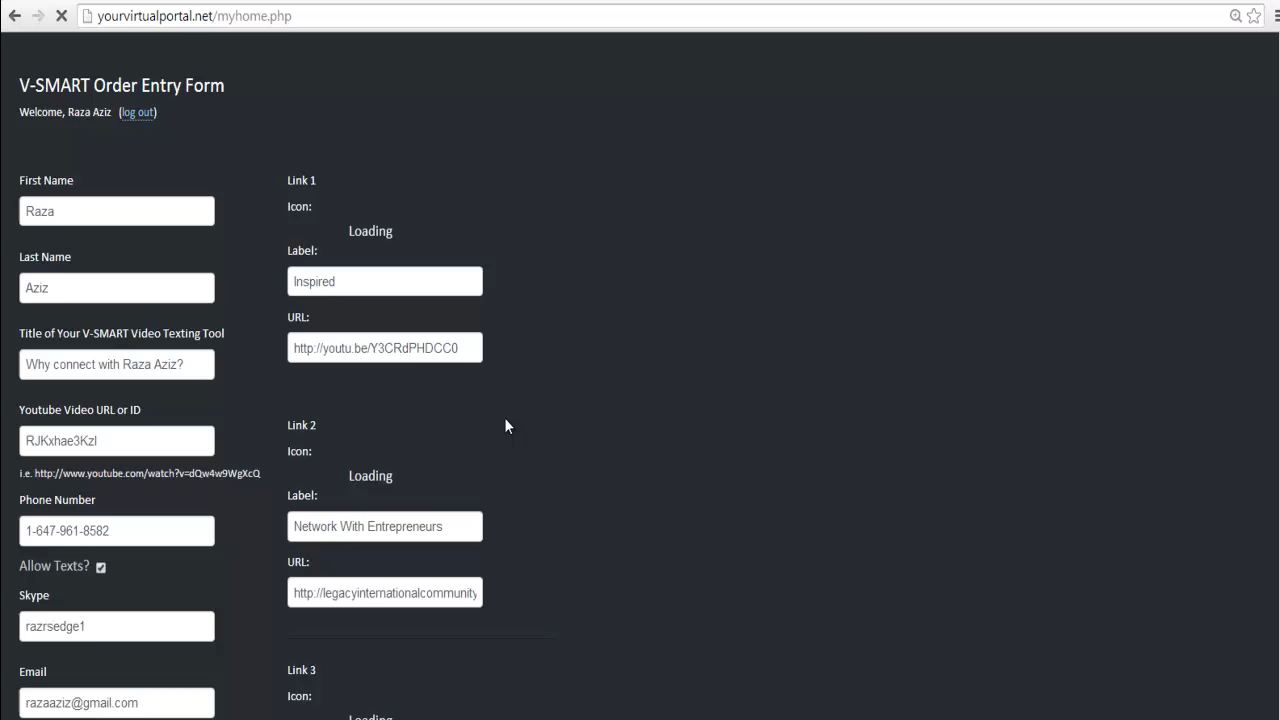 yourvirtualportal.net/myhome.php
V-SMART Order Entry Form
Welcome, Raza Aziz (log out)
First Name
Raza
Last Name
Aziz
Title of Your V-SMART Video Texting Tool
Why connect with Raza Aziz?
Youtube Video URL or ID
RJKxhae3KzI
i.e. http://www.youtube.com/watch?v=dQw4w9WgXcQ
Phone Number
1-647-961-8582
Allow Texts?
Skype
razrsedge1
Email
razaaziz@gmail.com
Link 1
Icon:
Loading
Label:
Inspired
URL:
http://youtu.be/Y3CRdPHDCC0
Link 2
Icon:
Loading
Label:
Network With Entrepreneurs
URL:
http://legacyinternationalcommunity
Link 3
Icon:
Loading